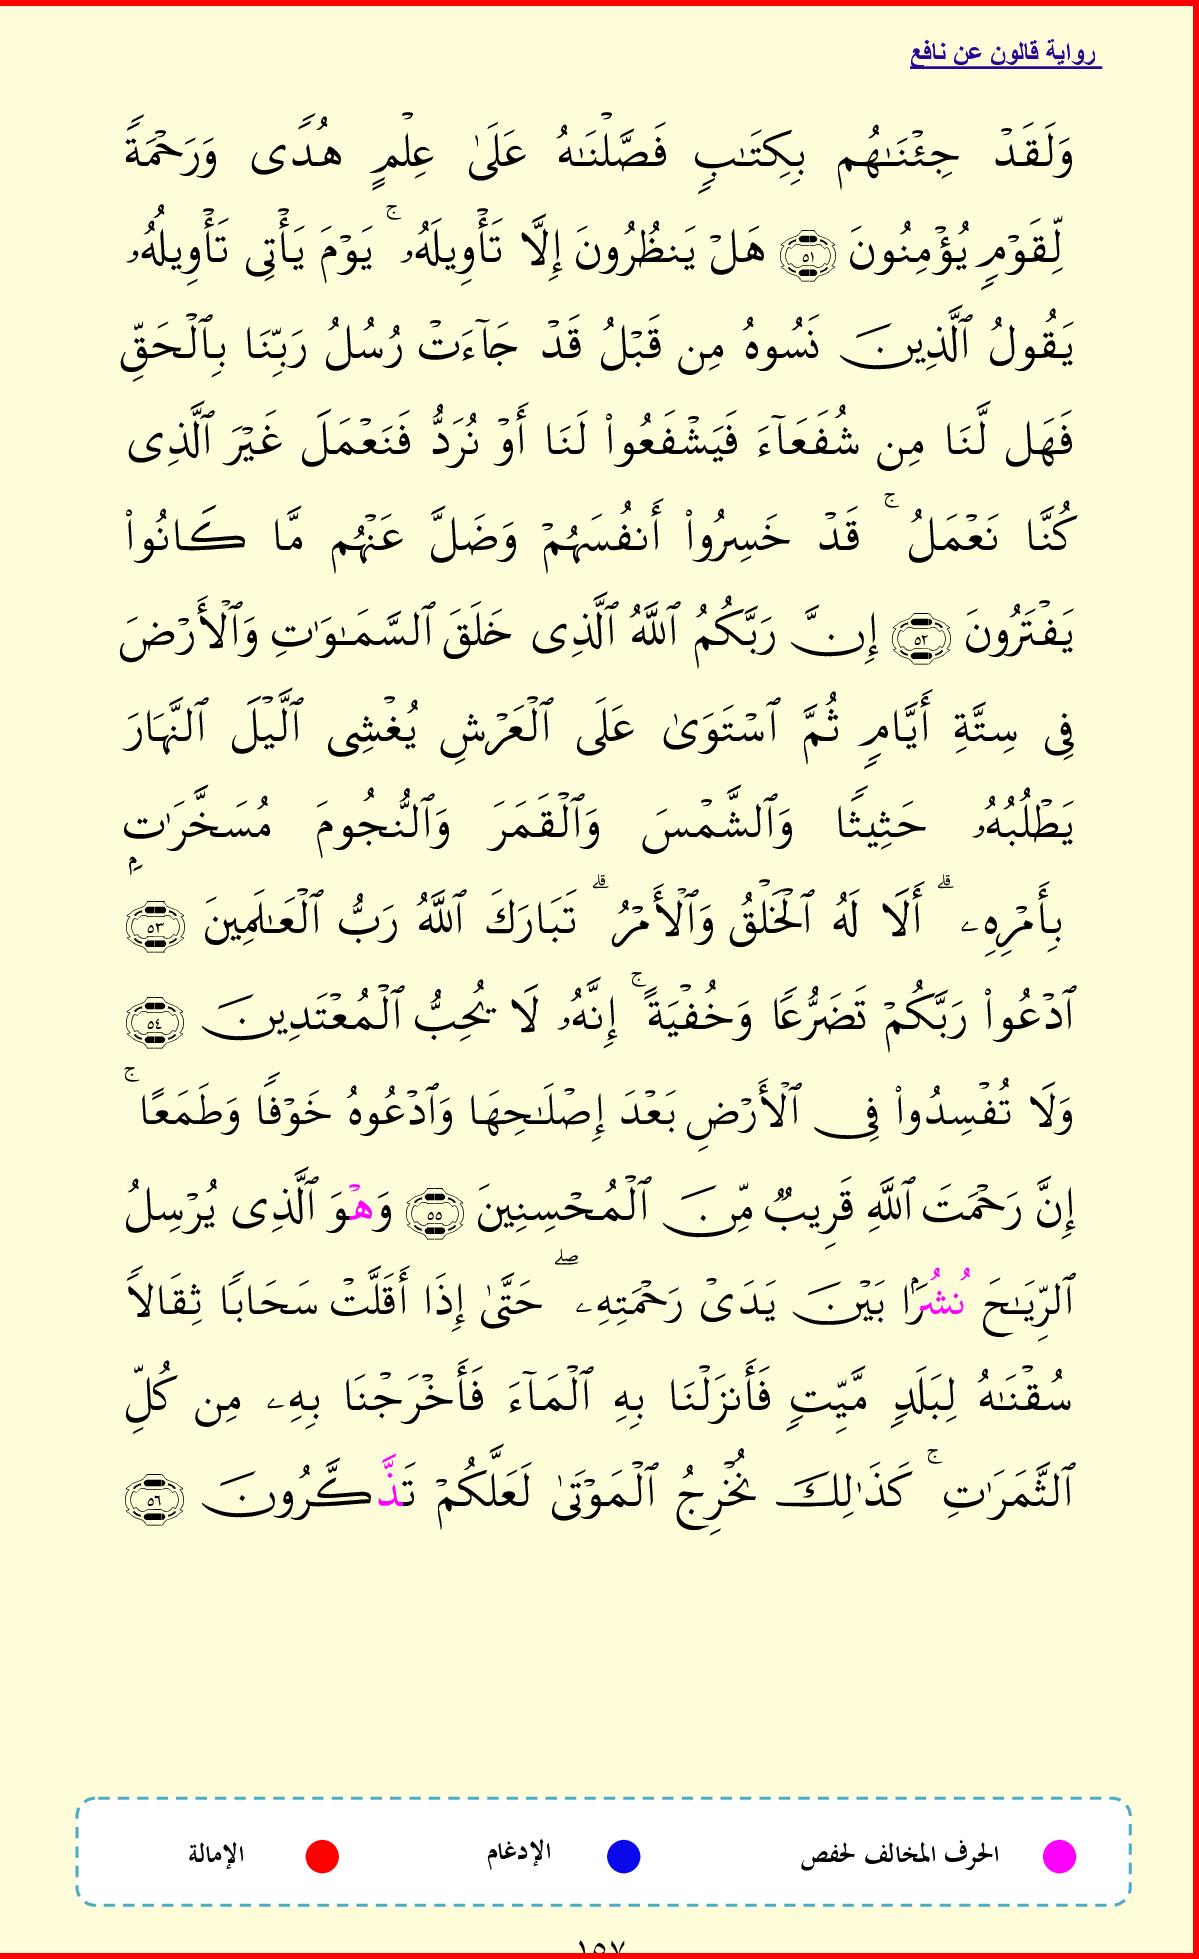 رواية قالون عن نافع
وَلَقَدۡ جِئۡنَٰهُم بِكِتَٰبٖ فَصَّلۡنَٰهُ عَلَىٰ عِلۡمٍ هُدٗى وَرَحۡمَةٗ
لِّقَوۡمٖ يُؤۡمِنُونَ ٥١ هَلۡ يَنظُرُونَ إِلَّا تَأۡوِيلَهُۥۚ يَوۡمَ يَأۡتِى تَأۡوِيلُهُۥ
يَقُولُ ٱلَّذِينَ نَسُوهُ مِن قَبۡلُ قَدۡ جَآءَتۡ رُسُلُ رَبِّنَا بِٱلۡحَقِّ
فَهَل لَّنَا مِن شُفَعَآءَ فَيَشۡفَعُواْ لَنَا أَوۡ نُرَدُّ فَنَعۡمَلَ غَيۡرَ ٱلَّذِى
كُنَّا نَعۡمَلُۚ قَدۡ خَسِرُوٓاْ أَنفُسَهُمۡ وَضَلَّ عَنۡهُم مَّا كَانُواْ
يَفۡتَرُونَ ٥٢ إِنَّ رَبَّكُمُ ٱللَّهُ ٱلَّذِى خَلَقَ ٱلسَّمَٰوَٰتِ وَٱلۡأَرۡضَ
فِى سِتَّةِ أَيَّامٖ ثُمَّ ٱسۡتَوَىٰ عَلَى ٱلۡعَرۡشِ يُغۡشِى ٱلَّيۡلَ ٱلنَّهَارَ
يَطۡلُبُهُۥ حَثِيثٗا وَٱلشَّمۡسَ وَٱلۡقَمَرَ وَٱلنُّجُومَ مُسَخَّرَٰتِۭ
بِأَمۡرِهِۦۗ أَلَا لَهُ ٱلۡخَلۡقُ وَٱلۡأَمۡرُۗ تَبَارَكَ ٱللَّهُ رَبُّ ٱلۡعَٰلَمِينَ ٥٣
ٱدۡعُواْ رَبَّكُمۡ تَضَرُّعٗا وَخُفۡيَةًۚ إِنَّهُۥ لَا يُحِبُّ ٱلۡمُعۡتَدِينَ ٥٤
وَلَا تُفۡسِدُواْ فِى ٱلۡأَرۡضِ بَعۡدَ إِصۡلَٰحِهَا وَٱدۡعُوهُ خَوۡفٗا وَطَمَعًاۚ
إِنَّ رَحۡمَتَ ٱللَّهِ قَرِيبٞ مِّنَ ٱلۡمُحۡسِنِينَ ٥٥ وَهۡوَ ٱلَّذِى يُرۡسِلُ
ٱلرِّيَٰحَ نُشُرَۢا بَيۡنَ يَدَىۡ رَحۡمَتِهِۦۖ حَتَّىٰ إِذَا أَقَلَّتۡ سَحَابٗا ثِقَالٗا
سُقۡنَٰهُ لِبَلَدٖ مَّيِّتٖ فَأَنزَلۡنَا بِهِ ٱلۡمَآءَ فَأَخۡرَجۡنَا بِهِۦ مِن كُلِّ
ٱلثَّمَرَٰتِۚ كَذَٰلِكَ نُخۡرِجُ ٱلۡمَوۡتَىٰ لَعَلَّكُمۡ تَذَّكَّرُونَ ٥٦
الحرف المخالف لحفص الإدغام الإمالة
١٥٧